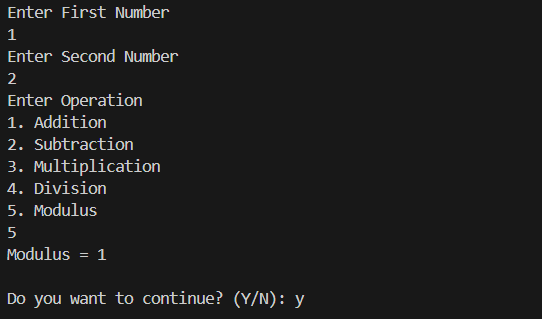 Enter First Number
1
Enter Second Number
2
Enter Operation
1. Addition
2. Subtraction
3. Multiplication
4. Division
5. Modulus
5
Modulus = 1
Do you want to continue? (Y/N): y